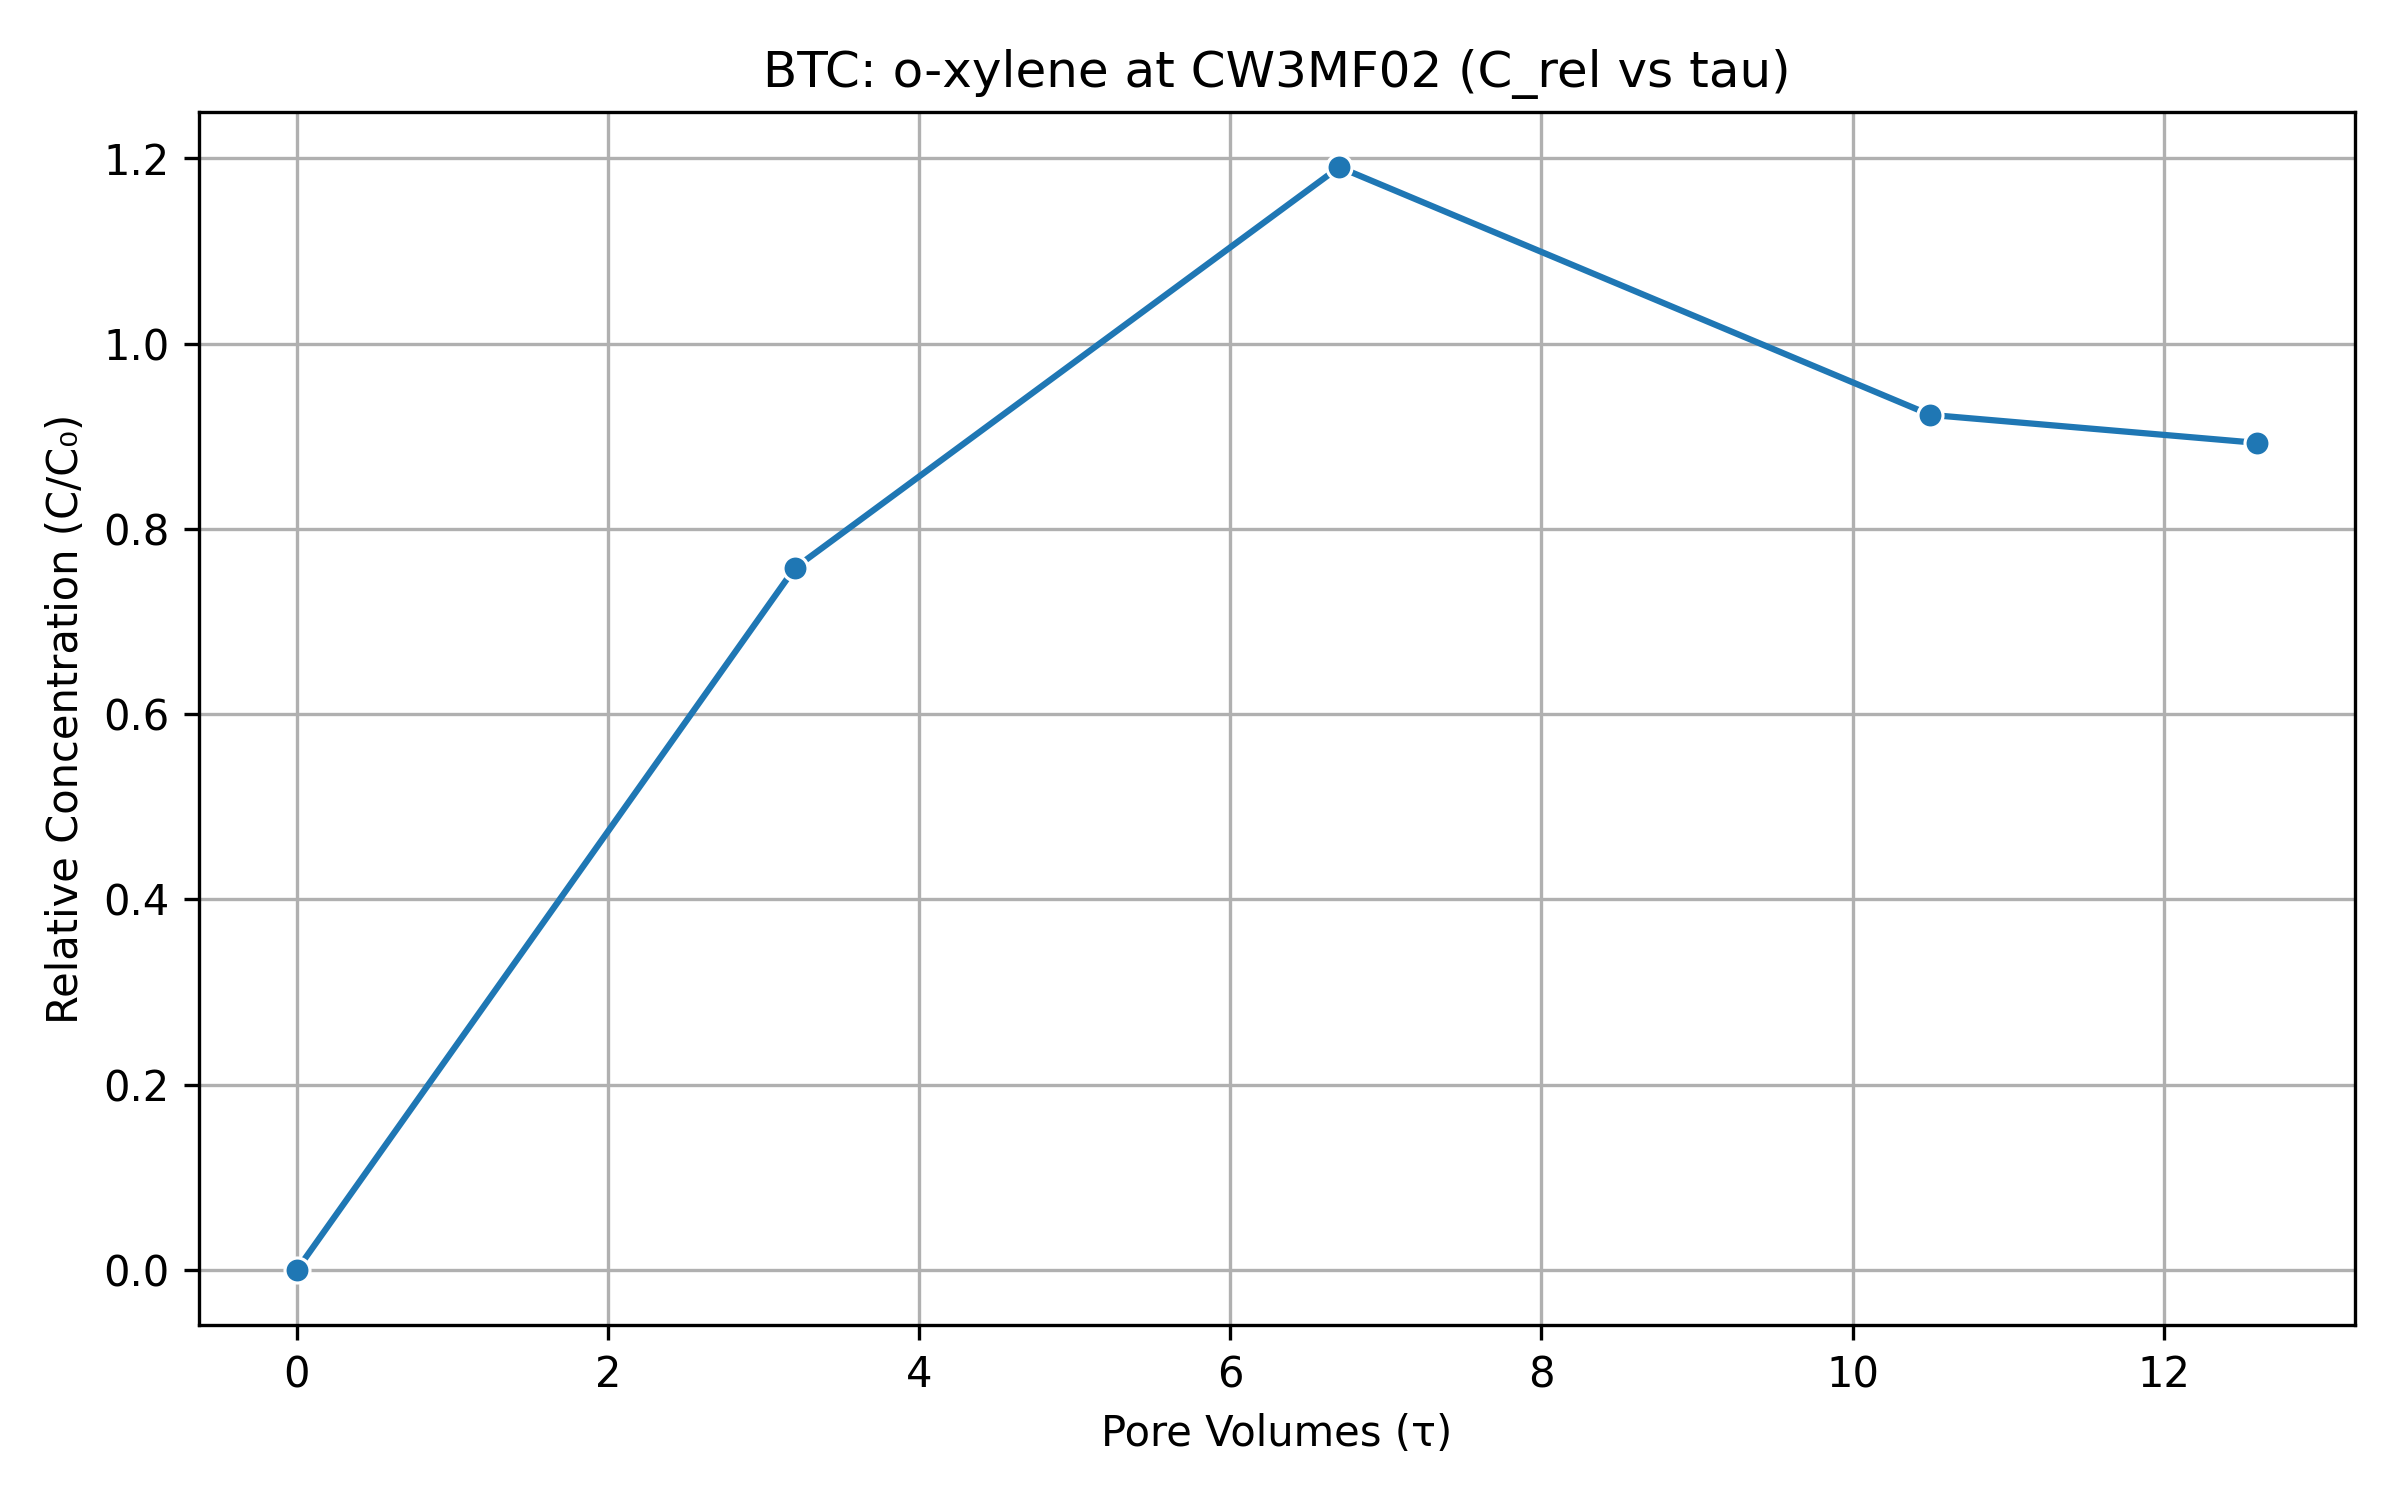 BTC: o-xylene at CW3MF02 (C_rel vs tau)
Relative Concentration (C/C₀)
1.2
1.0
0.8
0.6
0.4
0.2
0.0
0 2 4 6 8 10 12
Pore Volumes (τ)